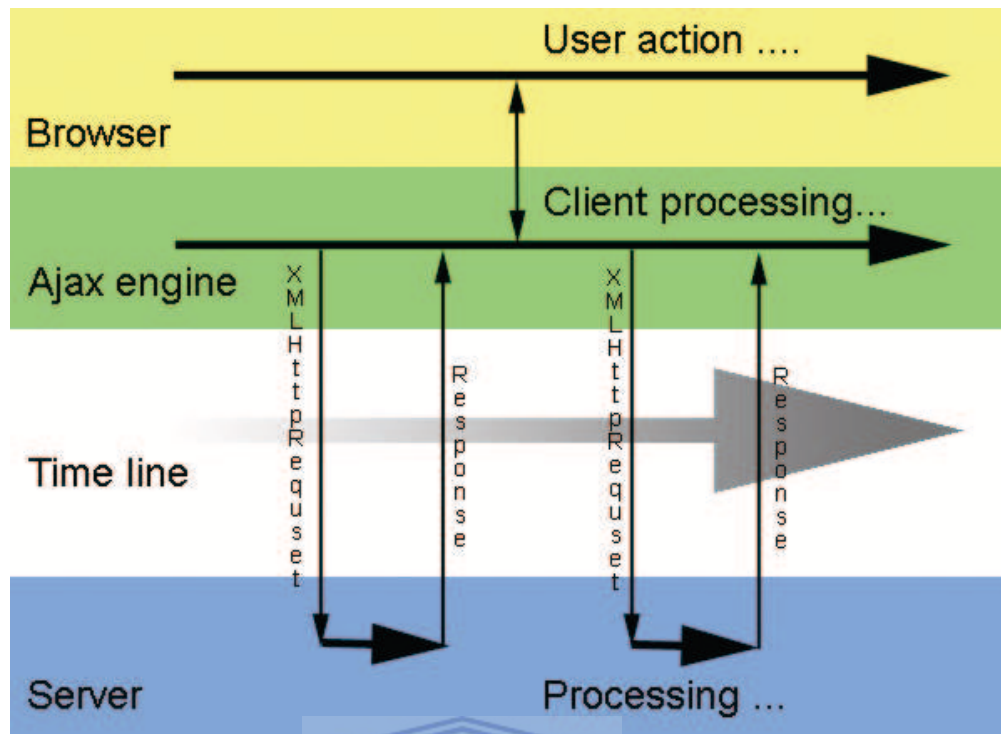 User action ....
Browser
Client processing...
Ajax engine
XMLHttpRequset
Response
XMLHttpRequset
Response
Time line
Server
Processing ...